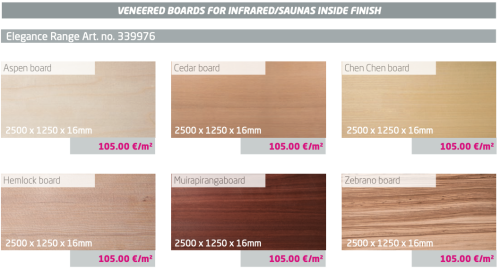 VENEERED BOARDS FOR INFRARED/SAUNAS INSIDE FINISH
Elegance Range Art. no. 339976
Aspen board
2500 x 1250 x 16mm
105.00 €/m²
Cedar board
2500 x 1250 x 16mm
105.00 €/m²
Chen Chen board
2500 x 1250 x 16mm
105.00 €/m²
Hemlock board
2500 x 1250 x 16mm
105.00 €/m²
Muirapirangaboard
2500 x 1250 x 16mm
105.00 €/m²
Zebrano board
2500 x 1250 x 16mm
105.00 €/m²